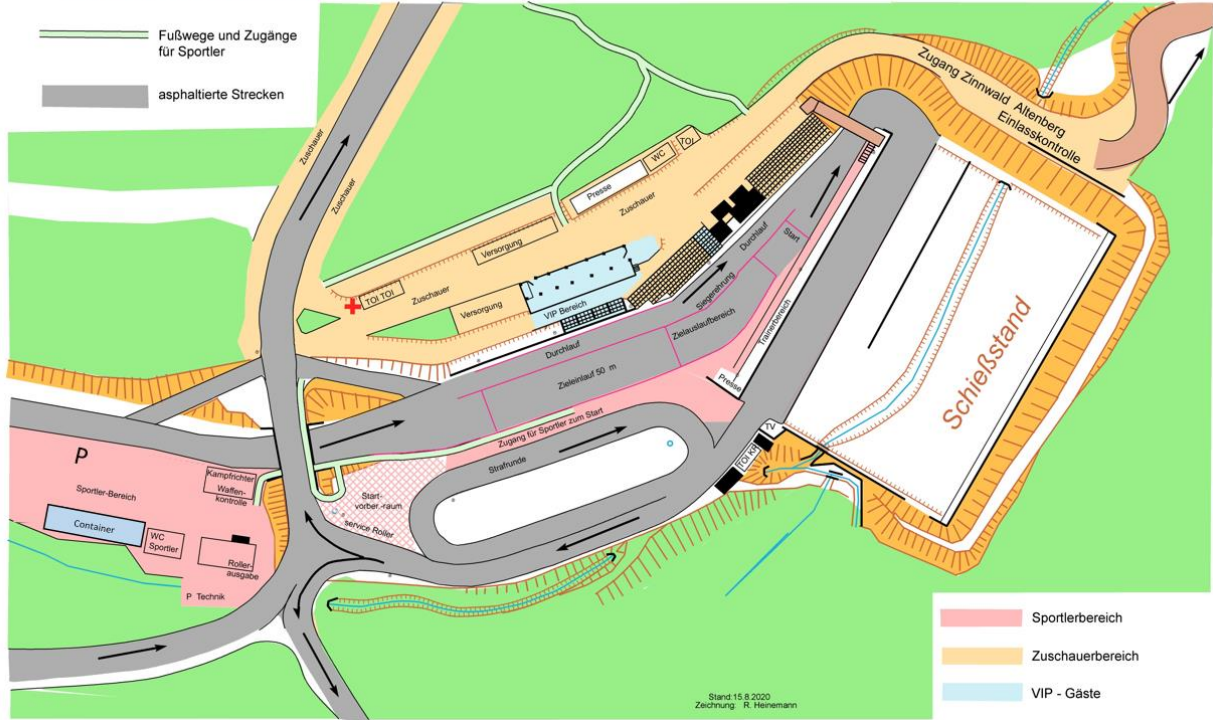 Fußwege und Zugänge
für Sportler
asphaltierte Strecken
Zuschauer
Zuschauer
Zugang Zinnwald Altenberg
Einlasskontrolle
WC
TOI
Presse
Zuschauer
Versorgung
TOI TOI
Zuschauer
Versorgung
VIP Bereich
Durchlauf
Start
Siegerehrung
Durchlauf
Zielauslaufbereich
Zieleinlauf 50 m
Trainerbereich
Presse
Schießstand
Zugang für Sportler zum Start
Strafrunde
TV
TOI KR
P
Kampfrichter
Waffen-
kontrolle
Sportler-Bereich
Container
WC
Sportler
Roller-
ausgabe
P Technik
Start-
vorber.-raum
service Roller
Sportlerbereich
Zuschauerbereich
VIP - Gäste
Stand:15.8.2020
Zeichnung: R. Heinemann